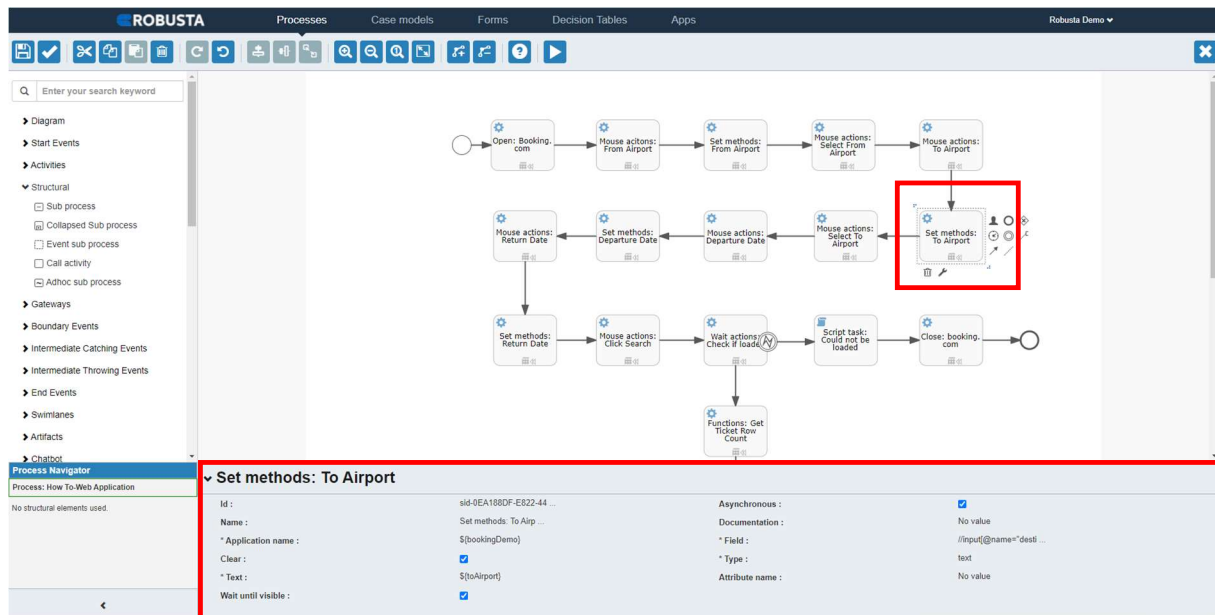 ROBUSTA
Processes
Case models
Forms
Decision Tables
Apps
Robusta Demo
Enter your search keyword
Diagram
Start Events
Activities
Structural
Sub process
Collapsed Sub process
Event sub process
Call activity
Adhoc sub process
Gateways
Boundary Events
Intermediate Catching Events
Intermediate Throwing Events
End Events
Swimlanes
Artifacts
Chatbot
Process Navigator
Process: How To-Web Application
No structural elements used.
Open: Booking.
com
Mouse acitons:
From Airport
Set methods:
From Airport
Mouse actions:
Select From
Airport
Mouse actions:
To Airport
Mouse actions:
Return Date
Set methods:
Departure Date
Mouse actions:
Departure Date
Mouse actions:
Select To
Airport
Set methods:
To Airport
Set methods:
Return Date
Mouse actions:
Click Search
Wait actions:
Check if loaded
Script task:
Could not be
loaded
Close: booking.
com
Functions: Get
Ticket Row
Count
Set methods: To Airport
Id :
sid-0EA188DF-E822-44 ...
Asynchronous :
Name :
Set methods: To Airp ...
Documentation :
No value
* Application name :
${bookingDemo}
* Field :
//input[@name="desti ...
Clear :
* Type :
text
* Text :
${toAirport}
Attribute name :
No value
Wait until visible :